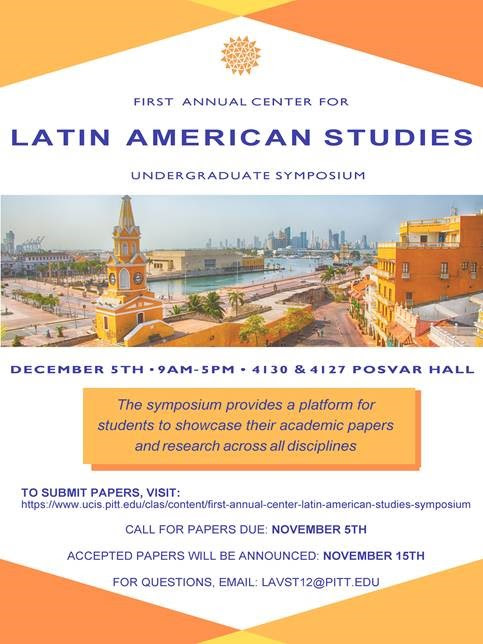 FIRST ANNUAL CENTER FOR
LATIN AMERICAN STUDIES
UNDERGRADUATE SYMPOSIUM
DECEMBER 5TH • 9AM-5PM • 4130 & 4127 POSVAR HALL
The symposium provides a platform for
students to showcase their academic papers
and research across all disciplines
TO SUBMIT PAPERS, VISIT:
https://www.ucis.pitt.edu/clas/content/first-annual-center-latin-american-studies-symposium
CALL FOR PAPERS DUE: NOVEMBER 5TH
ACCEPTED PAPERS WILL BE ANNOUNCED: NOVEMBER 15TH
FOR QUESTIONS, EMAIL: LAVST12@PITT.EDU